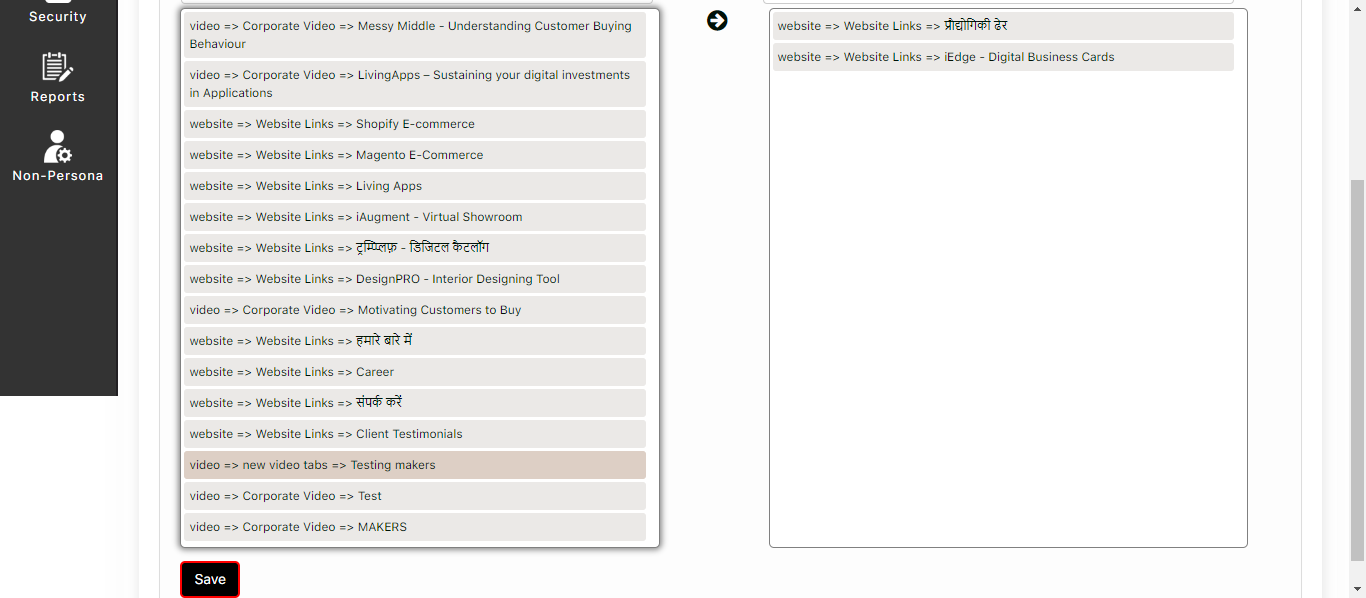 Security
Reports
Non-Persona
video => Corporate Video => Messy Middle - Understanding Customer Buying
Behaviour
video => Corporate Video => LivingApps – Sustaining your digital investments
in Applications
website => Website Links => Shopify E-commerce
website => Website Links => Magento E-Commerce
website => Website Links => Living Apps
website => Website Links => iAugment - Virtual Showroom
website => Website Links => ट्रम्प्लिफ़ - डिजिटल कैटलॉग
website => Website Links => DesignPRO - Interior Designing Tool
video => Corporate Video => Motivating Customers to Buy
website => Website Links => हमारे बारे में
website => Website Links => Career
website => Website Links => संपर्क करें
website => Website Links => Client Testimonials
video => new video tabs => Testing makers
video => Corporate Video => Test
video => Corporate Video => MAKERS
website => Website Links => प्रौद्योगिकी ढेर
website => Website Links => iEdge - Digital Business Cards
Save